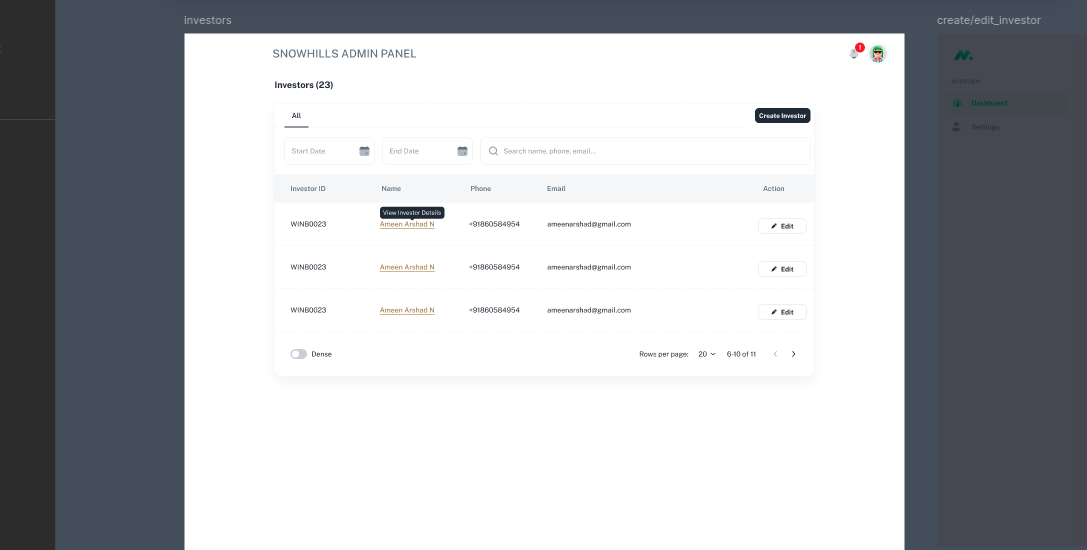 investors
create/edit_investor
SNOWHILLS ADMIN PANEL
1
Investors (23)
All
Create Investor
Start Date
End Date
Search name, phone, email...
Investor ID
Name
Phone
Email
Action
View Investor Details
WINB0023
Ameen Arshad N
+91860584954
ameenarshad@gmail.com
Edit
WINB0023
Ameen Arshad N
+91860584954
ameenarshad@gmail.com
Edit
WINB0023
Ameen Arshad N
+91860584954
ameenarshad@gmail.com
Edit
Dense
Rows per page:
20
6-10 of 11
OVERVIEW
Dashboard
Settings